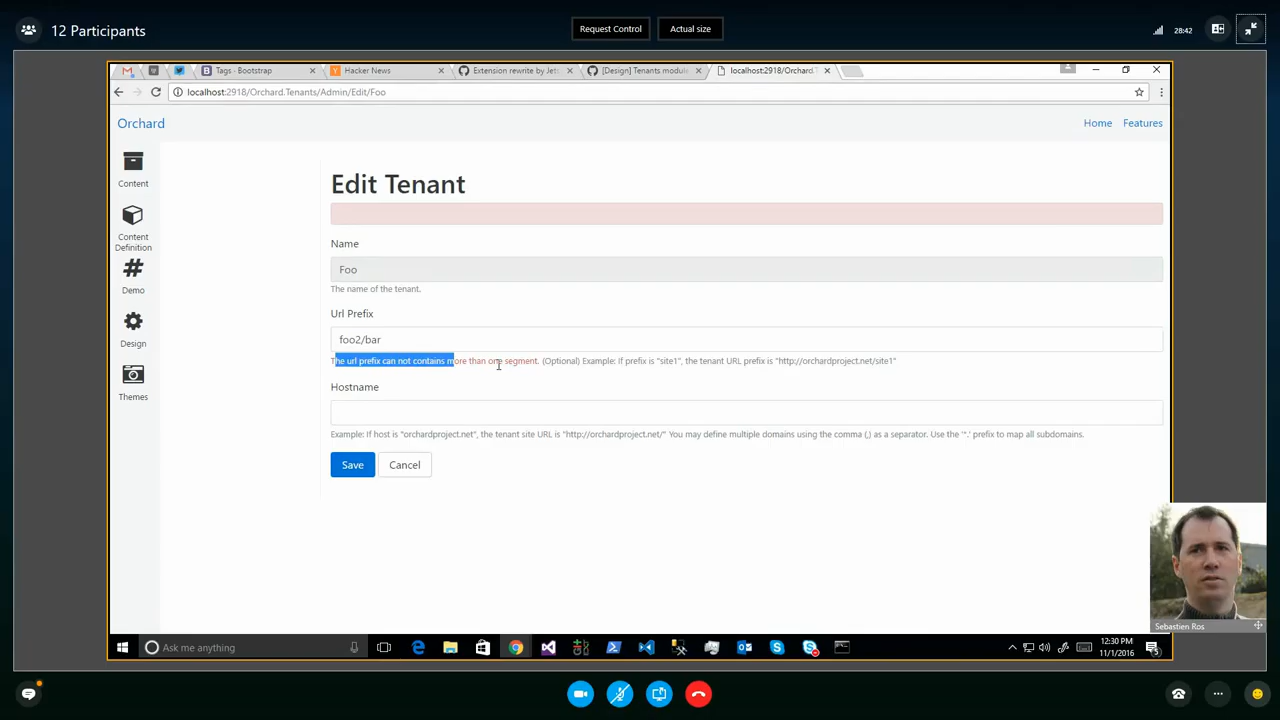 12 Participants
Request Control
Actual size
28:42
Tags · Bootstrap
Hacker News
Extension rewrite by Jet
[Design] Tenants modul
localhost:2918/Orchard.T
localhost:2918/Orchard.Tenants/Admin/Edit/Foo
Orchard
Home
Features
Content
Content
Definition
Demo
Design
Themes
Edit Tenant
Name
Foo
The name of the tenant.
Url Prefix
foo2/bar
The url prefix can not contains more than one segment. (Optional) Example: If prefix is "site1", the tenant URL prefix is "http://orchardproject.net/site1"
Hostname
Example: If host is "orchardproject.net", the tenant site URL is "http://orchardproject.net/" You may define multiple domains using the comma (,) as a separator. Use the '*.' prefix to map all subdomains.
Save
Cancel
Sebastien Ros
Ask me anything
12:30 PM
11/1/2016